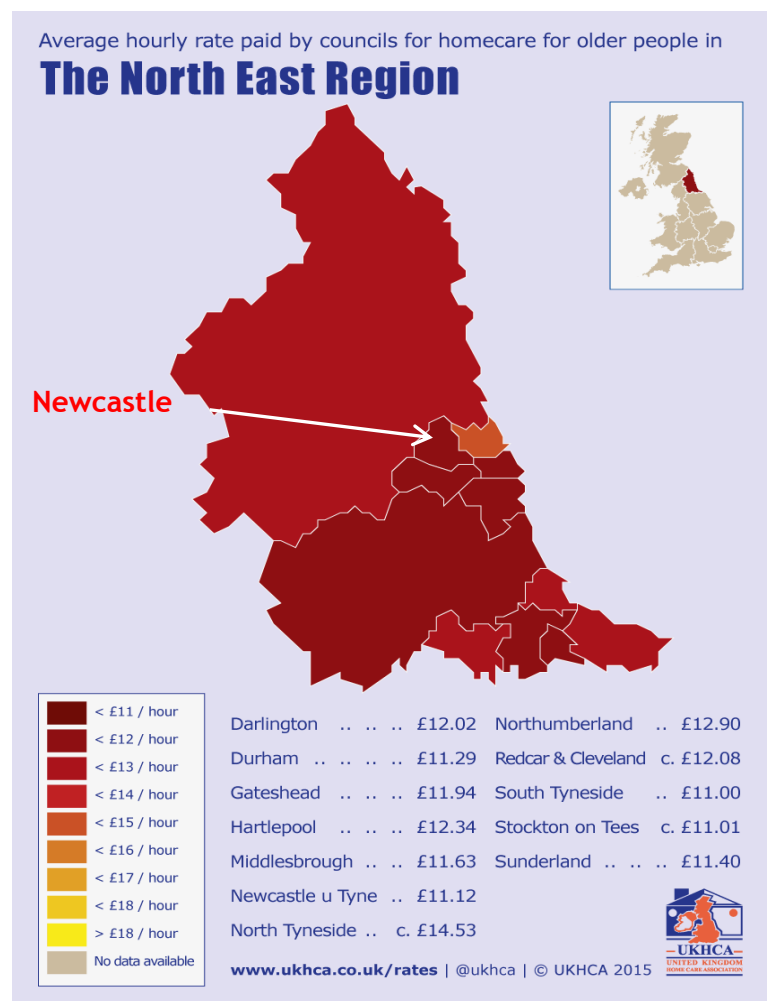 Average hourly rate paid by councils for homecare for older people in
The North East Region
Newcastle
< £11 / hour
< £12 / hour
< £13 / hour
< £14 / hour
< £15 / hour
< £16 / hour
< £17 / hour
< £18 / hour
> £18 / hour
No data available
Darlington .. .. .. £12.02
Durham .. .. .. .. £11.29
Gateshead .. .. .. £11.94
Hartlepool .. .. .. £12.34
Middlesbrough .. .. £11.63
Newcastle u Tyne .. £11.12
North Tyneside .. c. £14.53
Northumberland .. £12.90
Redcar & Cleveland c. £12.08
South Tyneside .. £11.00
Stockton on Tees c. £11.01
Sunderland .. .. .. £11.40
www.ukhca.co.uk/rates | @ukhca | © UKHCA 2015
UKHCA
UNITED KINGDOM
HOME CARE ASSOCIATION